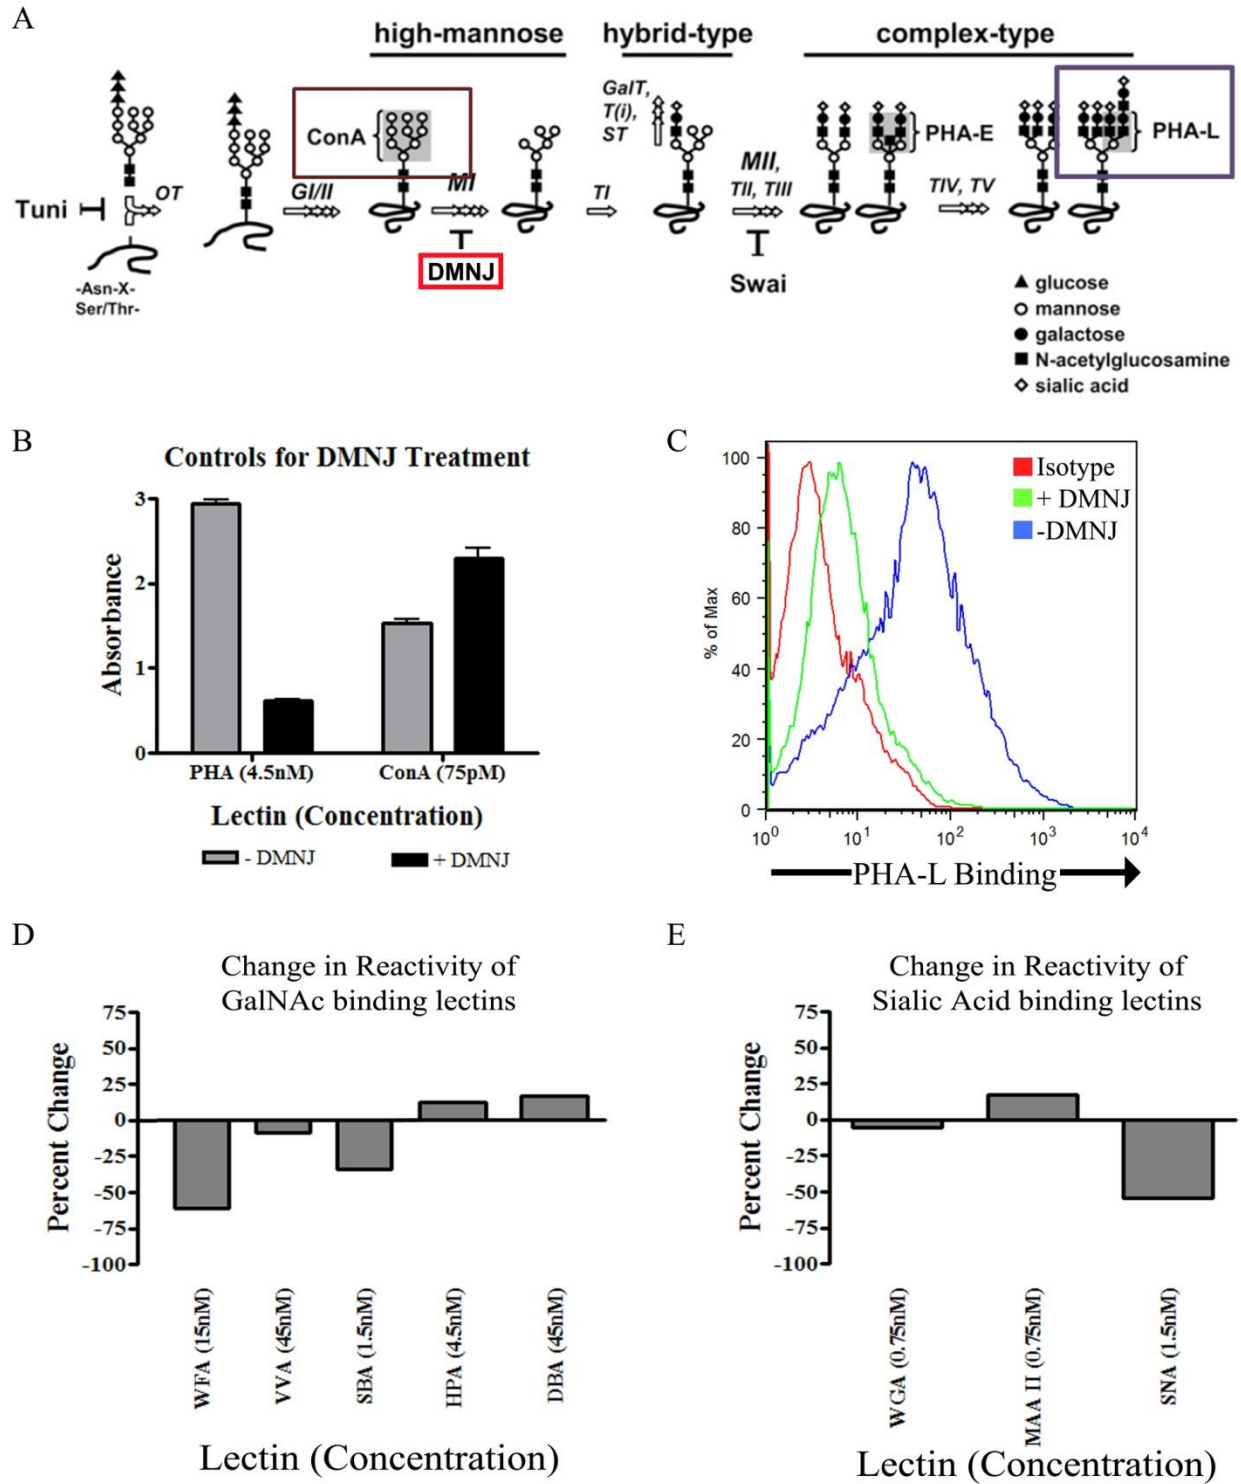 A
high-mannose
hybrid-type
complex-type
GalT,
T(i),
ST
ConA
PHA-E
PHA-L
MII,
OT
GI/II
MI
TI
TII, TIII
TIV, TV
Tuni
DMNJ
Swai
-Asn-X-
Ser/Thr-
glucose
mannose
galactose
N-acetylglucosamine
sialic acid
B
Controls for DMNJ Treatment
3
2
1
0
Absorbance
PHA (4.5nM) ConA (75pM)
Lectin (Concentration)
- DMNJ + DMNJ
C
Isotype
+ DMNJ
-DMNJ
100
80
60
40
20
0
% of Max
10^0 10^1 10^2 10^3 10^4
PHA-L Binding
D
Change in Reactivity of
GalNAc binding lectins
75
50
25
0
-25
-50
-75
-100
Percent Change
WFA (15nM)
VVA (45nM)
SBA (1.5nM)
HPA (4.5nM)
DBA (45nM)
Lectin (Concentration)
E
Change in Reactivity of
Sialic Acid binding lectins
75
50
25
0
-25
-50
-75
-100
Percent Change
WGA (0.75nM)
MAA II (0.75nM)
SNA (1.5nM)
Lectin (Concentration)